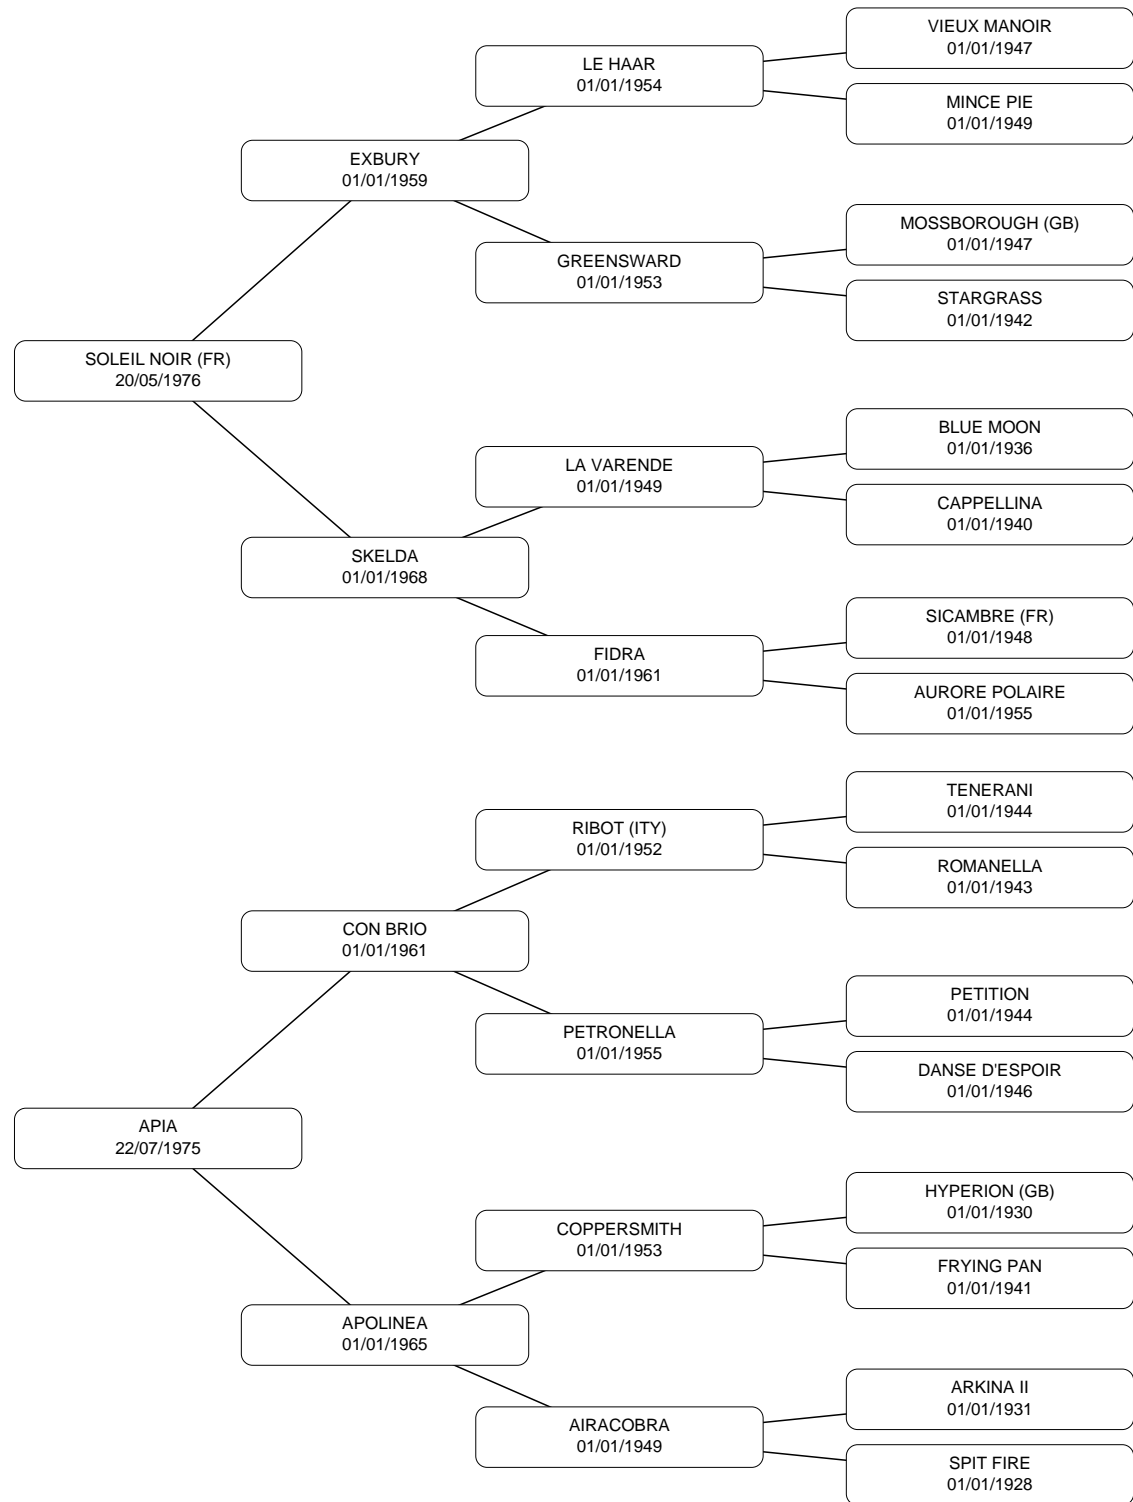 VIEUX MANOIR
01/01/1947
LE HAAR
01/01/1954
MINCE PIE
01/01/1949
EXBURY
01/01/1959
MOSSBOROUGH (GB)
01/01/1947
GREENSWARD
01/01/1953
STARGRASS
01/01/1942
SOLEIL NOIR (FR)
20/05/1976
BLUE MOON
01/01/1936
LA VARENDE
01/01/1949
CAPPELLINA
01/01/1940
SKELDA
01/01/1968
SICAMBRE (FR)
01/01/1948
FIDRA
01/01/1961
AURORE POLAIRE
01/01/1955
TENERANI
01/01/1944
RIBOT (ITY)
01/01/1952
ROMANELLA
01/01/1943
CON BRIO
01/01/1961
PETITION
01/01/1944
PETRONELLA
01/01/1955
DANSE D'ESPOIR
01/01/1946
APIA
22/07/1975
HYPERION (GB)
01/01/1930
COPPERSMITH
01/01/1953
FRYING PAN
01/01/1941
APOLINEA
01/01/1965
ARKINA II
01/01/1931
AIRACOBRA
01/01/1949
SPIT FIRE
01/01/1928